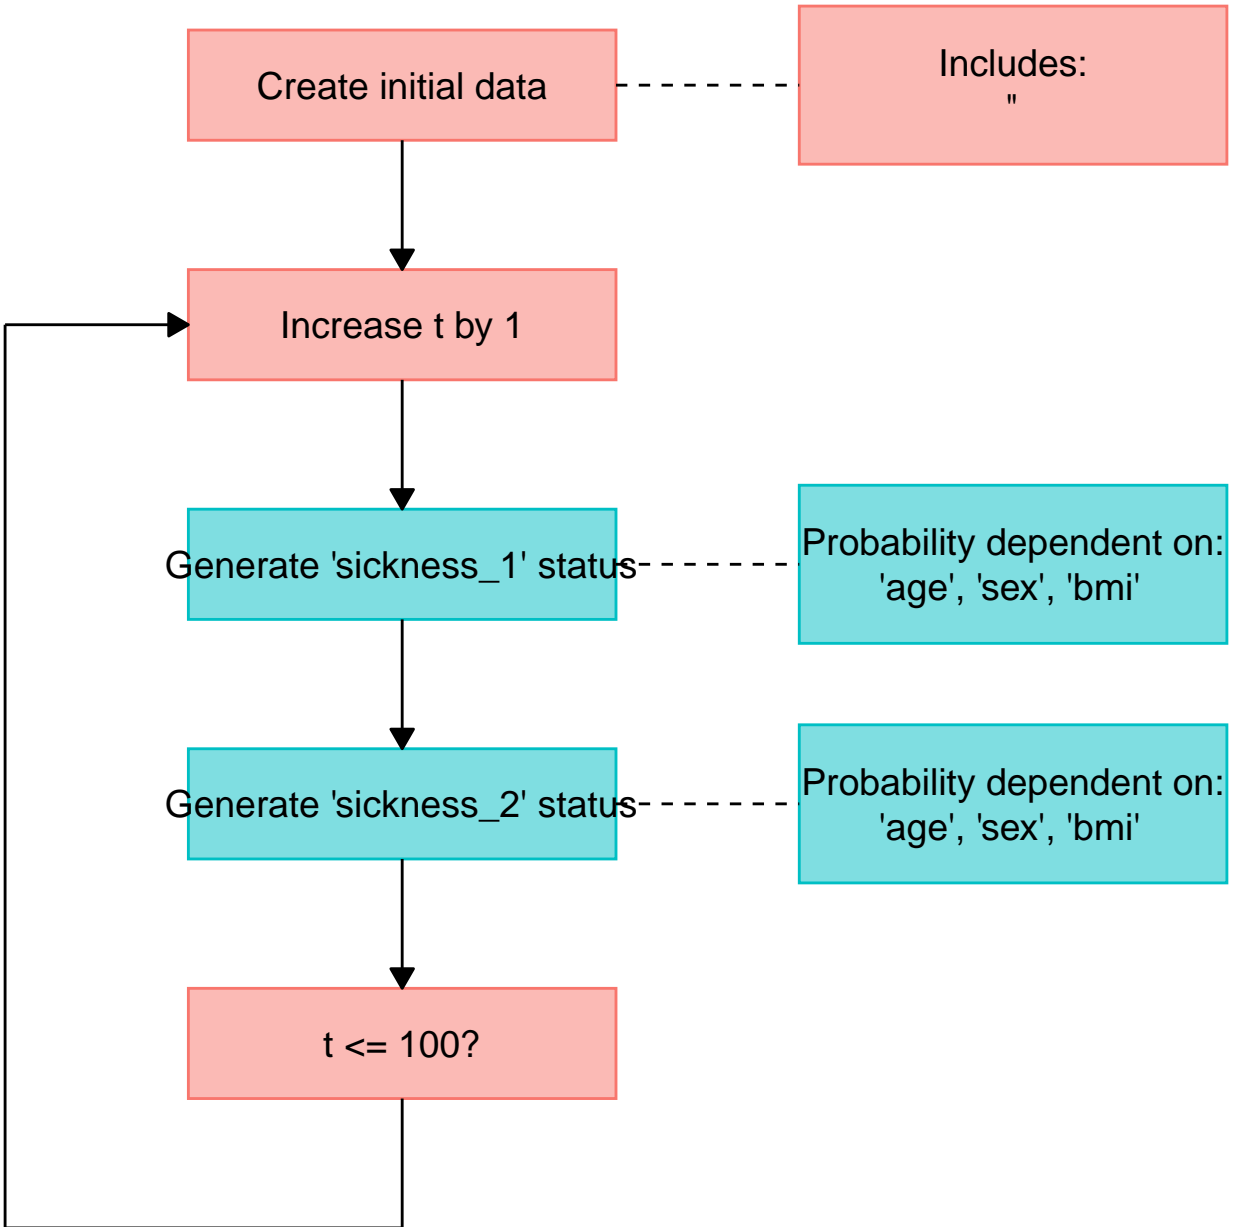 Create initial data
Includes:
''
Increase t by 1
Generate 'sickness_1' status
Probability dependent on:
'age', 'sex', 'bmi'
Generate 'sickness_2' status
Probability dependent on:
'age', 'sex', 'bmi'
t <= 100?